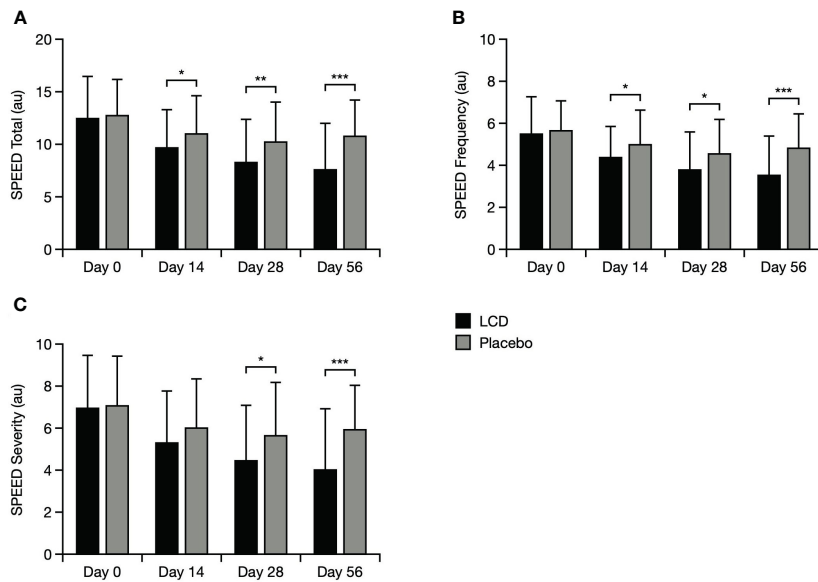 A
SPEED Total (au)
20
15
10
5
0
*
**
***
Day 0
Day 14
Day 28
Day 56
B
SPEED Frequency (au)
10
8
6
4
2
0
*
*
***
Day 0
Day 14
Day 28
Day 56
C
SPEED Severity (au)
10
8
6
4
2
0
*
***
Day 0
Day 14
Day 28
Day 56
LCD
Placebo